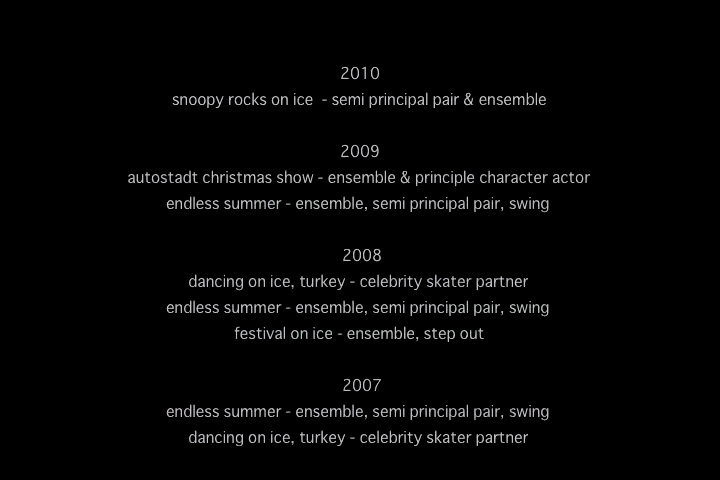 2010
snoopy rocks on ice  - semi principal pair & ensemble
2009
autostadt christmas show - ensemble & principle character actor
endless summer - ensemble, semi principal pair, swing
2008
dancing on ice, turkey - celebrity skater partner
endless summer - ensemble, semi principal pair, swing
festival on ice - ensemble, step out
2007
endless summer - ensemble, semi principal pair, swing
dancing on ice, turkey - celebrity skater partner